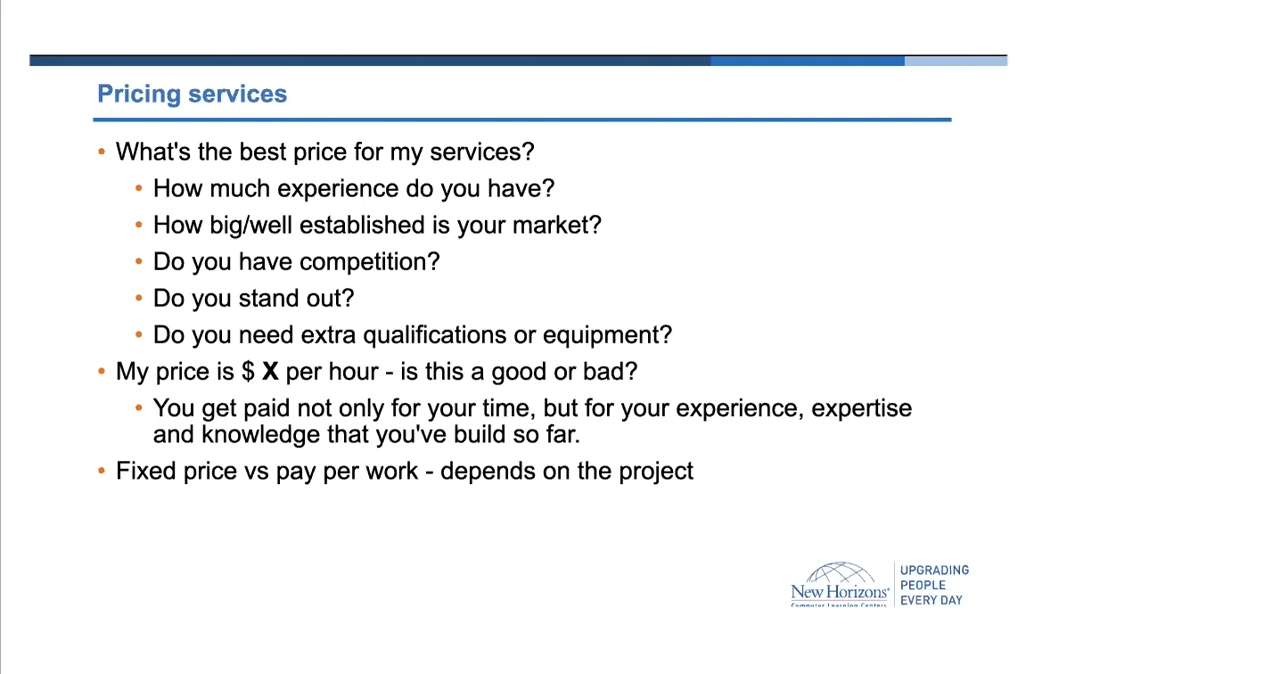 Pricing services
• What's the best price for my services?
• How much experience do you have?
• How big/well established is your market?
• Do you have competition?
• Do you stand out?
• Do you need extra qualifications or equipment?
• My price is $ X per hour - is this a good or bad?
• You get paid not only for your time, but for your experience, expertise
and knowledge that you've build so far.
• Fixed price vs pay per work - depends on the project
New Horizons®
Computer Learning Centers
UPGRADING
PEOPLE
EVERY DAY